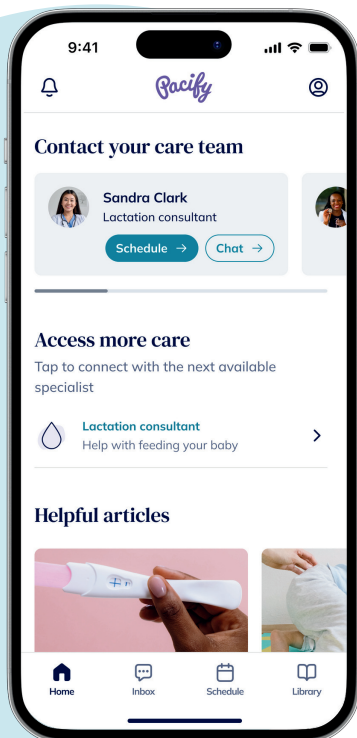 9:41
Pacify
Contact your care team
Sandra Clark
Lactation consultant
Schedule →
Chat →
Access more care
Tap to connect with the next available
specialist
Lactation consultant
Help with feeding your baby
Helpful articles
Home
Inbox
Schedule
Library